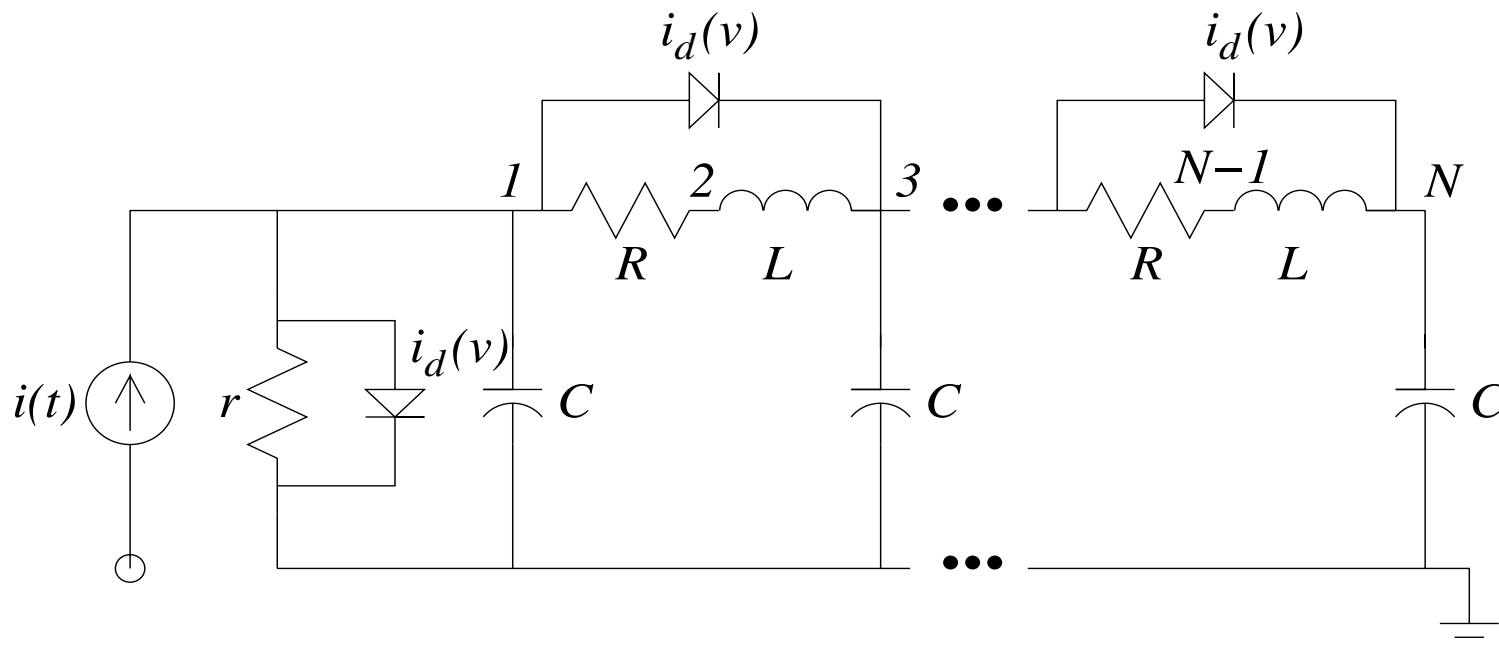 i_d(v) i_d(v)
1 2 3 N−1 N
R L R L
i_d(v)
i(t) r C C C